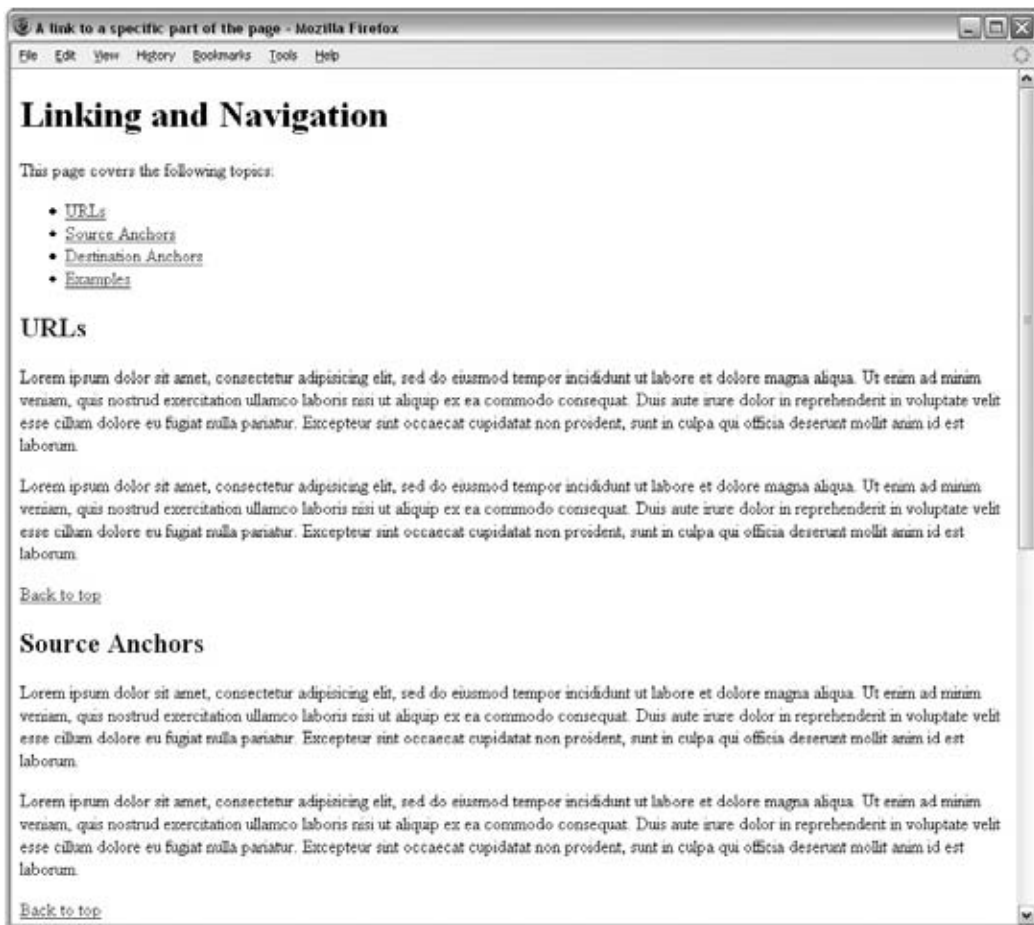 A link to a specific part of the page - Mozilla Firefox
File Edit View History Bookmarks Tools Help
Linking and Navigation
This page covers the following topics:
URLs
Source Anchors
Destination Anchors
Examples
URLs
Lorem ipsum dolor sit amet, consectetur adipisicing elit, sed do eiusmod tempor incididunt ut labore et dolore magna aliqua. Ut enim ad minim
veniam, quis nostrud exercitation ullamco laboris nisi ut aliquip ex ea commodo consequat. Duis aute irure dolor in reprehenderit in voluptate velit
esse cillum dolore eu fugiat nulla pariatur. Excepteur sint occaecat cupidatat non proident, sunt in culpa qui officia deserunt mollit anim id est
laborum.
Lorem ipsum dolor sit amet, consectetur adipisicing elit, sed do eiusmod tempor incididunt ut labore et dolore magna aliqua. Ut enim ad minim
veniam, quis nostrud exercitation ullamco laboris nisi ut aliquip ex ea commodo consequat. Duis aute irure dolor in reprehenderit in voluptate velit
esse cillum dolore eu fugiat nulla pariatur. Excepteur sint occaecat cupidatat non proident, sunt in culpa qui officia deserunt mollit anim id est
laborum.
Back to top
Source Anchors
Lorem ipsum dolor sit amet, consectetur adipisicing elit, sed do eiusmod tempor incididunt ut labore et dolore magna aliqua. Ut enim ad minim
veniam, quis nostrud exercitation ullamco laboris nisi ut aliquip ex ea commodo consequat. Duis aute irure dolor in reprehenderit in voluptate velit
esse cillum dolore eu fugiat nulla pariatur. Excepteur sint occaecat cupidatat non proident, sunt in culpa qui officia deserunt mollit anim id est
laborum.
Lorem ipsum dolor sit amet, consectetur adipisicing elit, sed do eiusmod tempor incididunt ut labore et dolore magna aliqua. Ut enim ad minim
veniam, quis nostrud exercitation ullamco laboris nisi ut aliquip ex ea commodo consequat. Duis aute irure dolor in reprehenderit in voluptate velit
esse cillum dolore eu fugiat nulla pariatur. Excepteur sint occaecat cupidatat non proident, sunt in culpa qui officia deserunt mollit anim id est
laborum.
Back to top